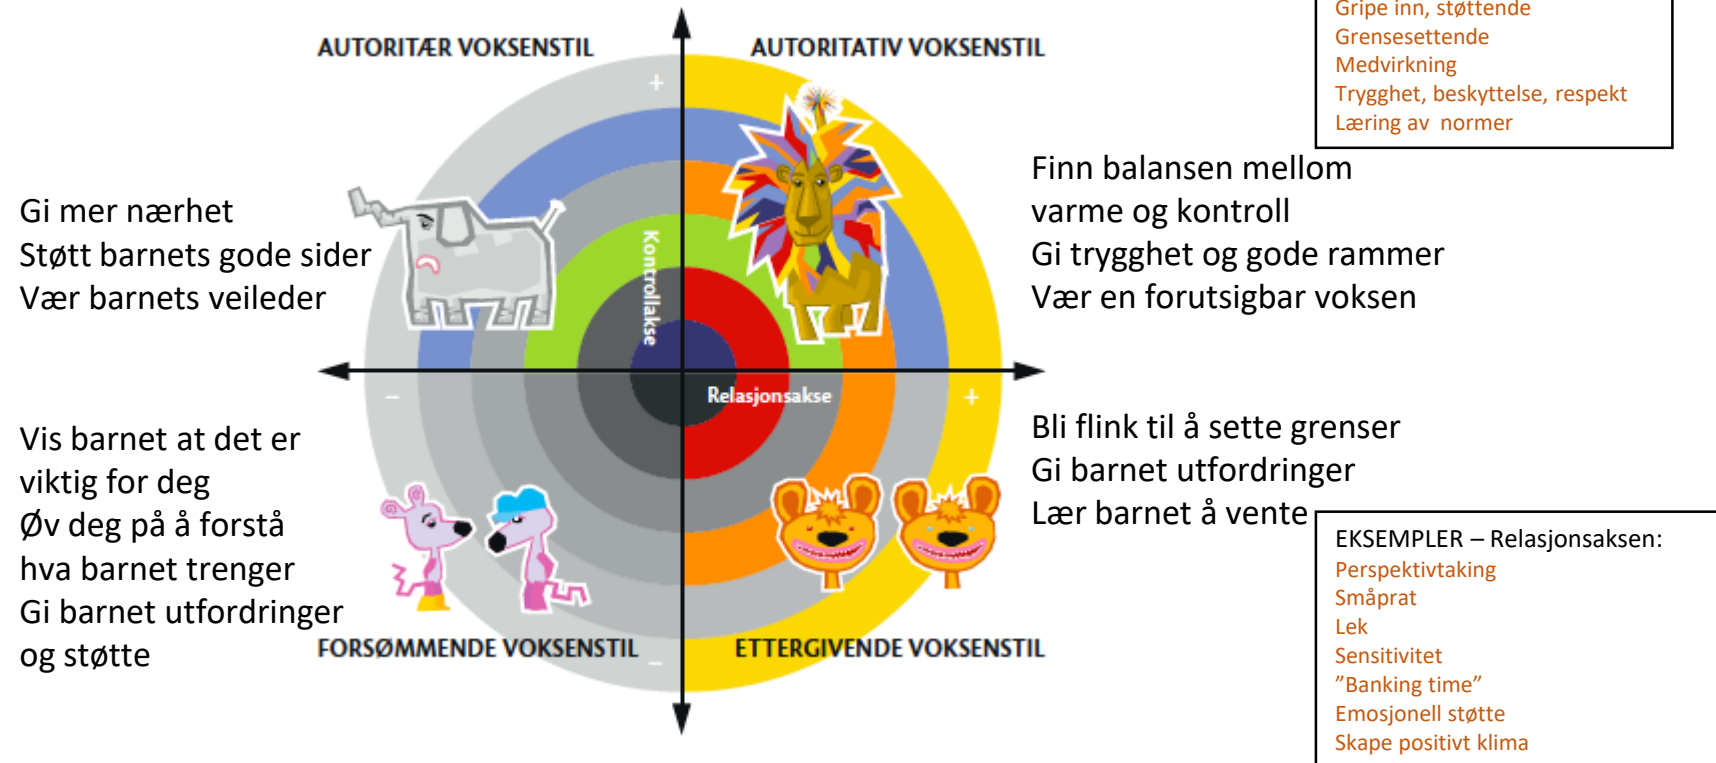 Gripe inn, støttende
Grensesettende
Medvirkning
Trygghet, beskyttelse, respekt
Læring av normer
AUTORITÆR VOKSENSTIL
AUTORITATIV VOKSENSTIL
+
Gi mer nærhet
Støtt barnets gode sider
Vær barnets veileder
Kontrollakse
Finn balansen mellom
varme og kontroll
Gi trygghet og gode rammer
Vær en forutsigbar voksen
–
Relasjonsakse
+
Vis barnet at det er
viktig for deg
Øv deg på å forstå
hva barnet trenger
Gi barnet utfordringer
og støtte
Bli flink til å sette grenser
Gi barnet utfordringer
Lær barnet å vente
FORSØMMENDE VOKSENSTIL
–
ETTERGIVENDE VOKSENSTIL
EKSEMPLER – Relasjonsaksen:
Perspektivtaking
Småprat
Lek
Sensitivitet
”Banking time”
Emosjonell støtte
Skape positivt klima